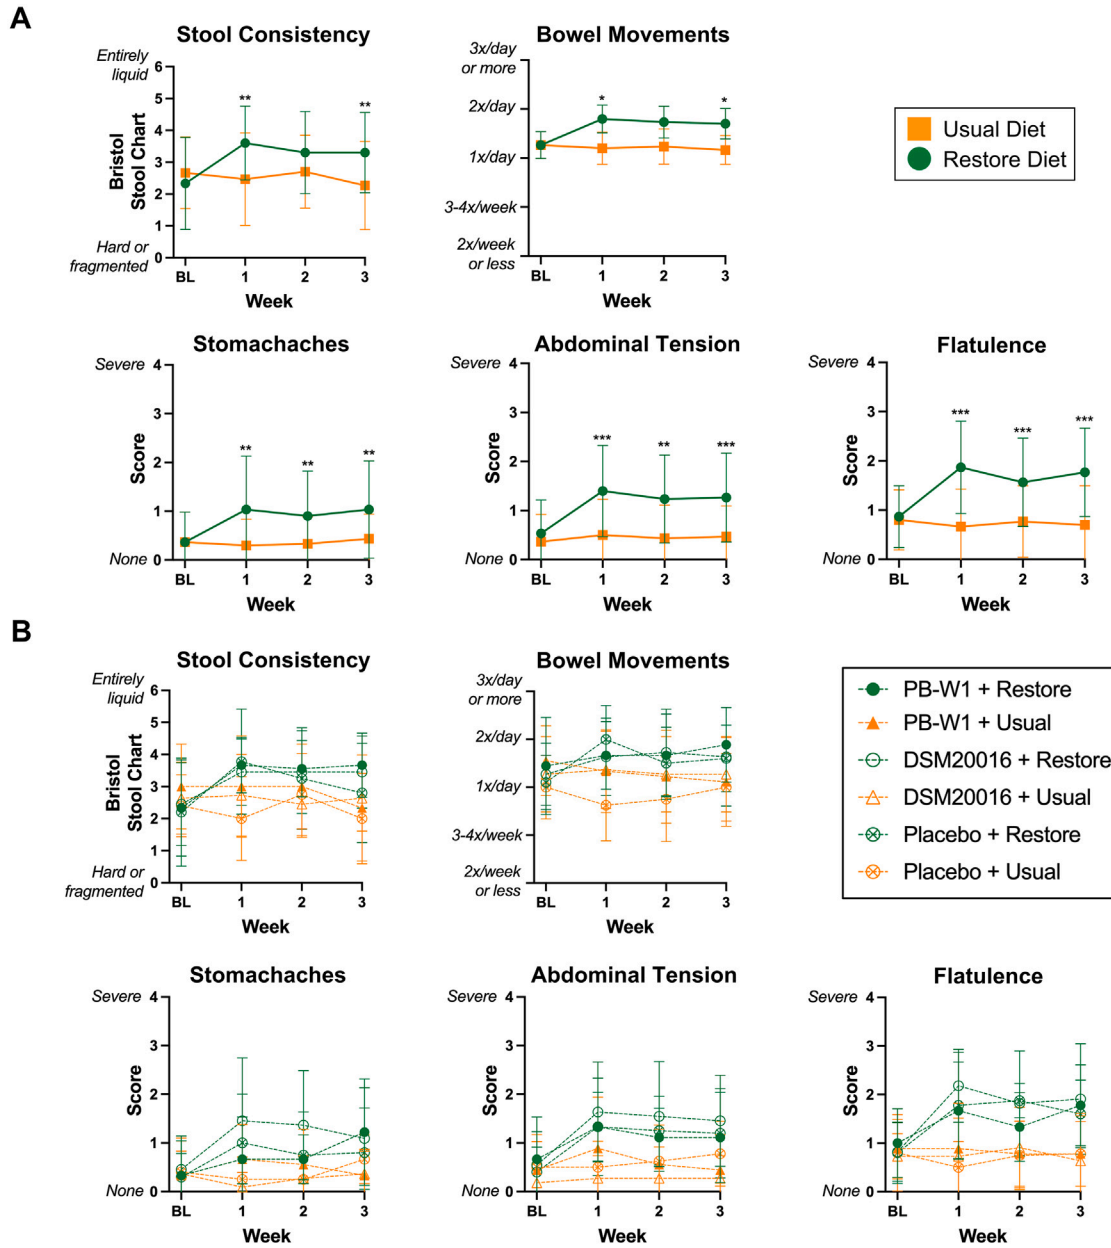 A
Stool Consistency
Entirely
liquid
6
5
4
3
2
1
0
Bristol
Stool Chart
Hard or
fragmented
**
**
BL
1
2
3
Week
Bowel Movements
3x/day
or more
2x/day
1x/day
3-4x/week
2x/week
or less
*
*
BL
1
2
3
Week
Usual Diet
Restore Diet
Stomachaches
Severe
4
3
2
1
0
None
Score
**
**
**
BL
1
2
3
Week
Abdominal Tension
Severe
4
3
2
1
0
None
Score
***
**
***
BL
1
2
3
Week
Flatulence
Severe
4
3
2
1
0
None
Score
***
***
***
BL
1
2
3
Week
B
Stool Consistency
Entirely
liquid
6
5
4
3
2
1
0
Bristol
Stool Chart
Hard or
fragmented
BL
1
2
3
Week
Bowel Movements
3x/day
or more
2x/day
1x/day
3-4x/week
2x/week
or less
BL
1
2
3
Week
PB-W1 + Restore
PB-W1 + Usual
DSM20016 + Restore
DSM20016 + Usual
Placebo + Restore
Placebo + Usual
Stomachaches
Severe
4
3
2
1
0
None
Score
BL
1
2
3
Week
Abdominal Tension
Severe
4
3
2
1
0
None
Score
BL
1
2
3
Week
Flatulence
Severe
4
3
2
1
0
None
Score
BL
1
2
3
Week